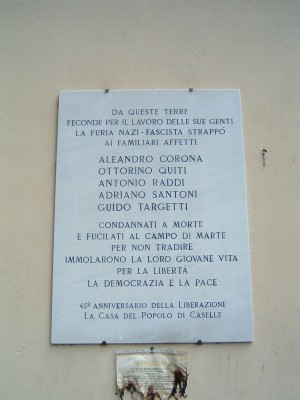 DA QUESTE TERRE
FECONDE PER IL LAVORO DELLE SUE GENTI
LA FURIA NAZI-FASCISTA STRAPPÒ
AI FAMILIARI AFFETTI
ALEANDRO CORONA
OTTORINO QUITI
ANTONIO RADDI
ADRIANO SANTONI
GUIDO TARGETTI
CONDANNATI A MORTE
E FUCILATI AL CAMPO DI MARTE
PER NON TRADIRE
IMMOLARONO LA LORO GIOVANE VITA
PER LA LIBERTÀ
LA DEMOCRAZIA E LA PACE
45º ANNIVERSARIO DELLA LIBERAZIONE
LA CASA DEL POPOLO DI CASELLE